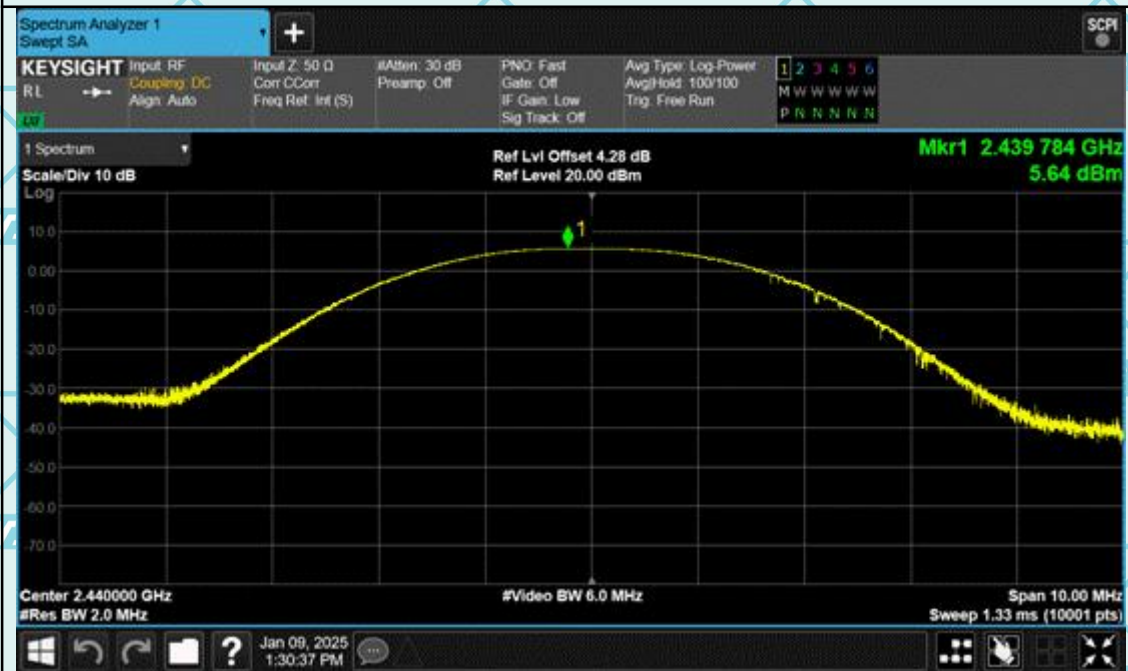 Spectrum Analyzer 1
Swept SA
+
SCPI
KEYSIGHT
RL
Input: RF
Coupling: DC
Align: Auto
Input Z: 50 Ω
Corr CCorr
Freq Ref: Int (S)
#Atten: 30 dB
Preamp: Off
PNO: Fast
Gate: Off
IF Gain: Low
Sig Track: Off
Avg Type: Log-Power
Avg|Hold: 100/100
Trig: Free Run
1 2 3 4 5 6
M W W W W W
P N N N N N
1 Spectrum
Scale/Div 10 dB
Ref Lvl Offset 4.28 dB
Ref Level 20.00 dBm
Mkr1 2.439 784 GHz
5.64 dBm
Log
1
10.0
0.00
-10.0
-20.0
-30.0
-40.0
-50.0
-60.0
-70.0
Center 2.440000 GHz
#Res BW 2.0 MHz
#Video BW 6.0 MHz
Span 10.00 MHz
Sweep 1.33 ms (10001 pts)
?
Jan 09, 2025
1:30:37 PM